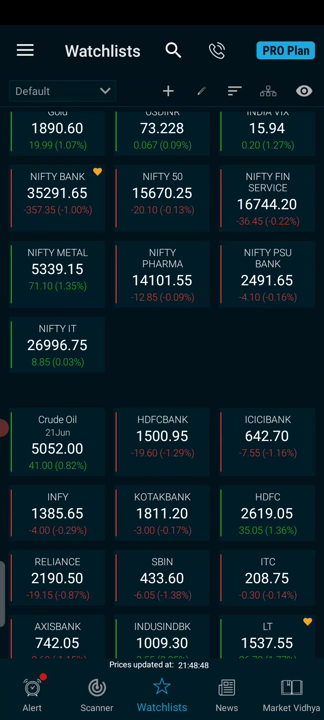 Watchlists
PRO Plan
Default
Gold USDINR INDIA VIX
1890.60 73.228 15.94
19.99 (1.07%) 0.067 (0.09%) 0.20 (1.27%)
NIFTY BANK NIFTY 50 NIFTY FIN
SERVICE
35291.65 15670.25 16744.20
-357.35 (-1.00%) -20.10 (-0.13%) -36.45 (-0.22%)
NIFTY METAL NIFTY NIFTY PSU
PHARMA BANK
5339.15 14101.55 2491.65
71.10 (1.35%) -12.85 (-0.09%) -4.10 (-0.16%)
NIFTY IT
26996.75
8.85 (0.03%)
Crude Oil HDFCBANK ICICIBANK
21Jun
5052.00 1500.95 642.70
41.00 (0.82%) -19.60 (-1.29%) -7.55 (-1.16%)
INFY KOTAKBANK HDFC
1385.65 1811.20 2619.05
-4.00 (-0.29%) -3.00 (-0.17%) 35.05 (1.36%)
RELIANCE SBIN ITC
2190.50 433.60 208.75
-19.15 (-0.87%) -6.05 (-1.38%) -0.30 (-0.14%)
AXISBANK INDUSINDBK LT
742.05 1009.30 1537.55
Prices updated at: 21:48:48
Alert Scanner Watchlists News Market Vidhya